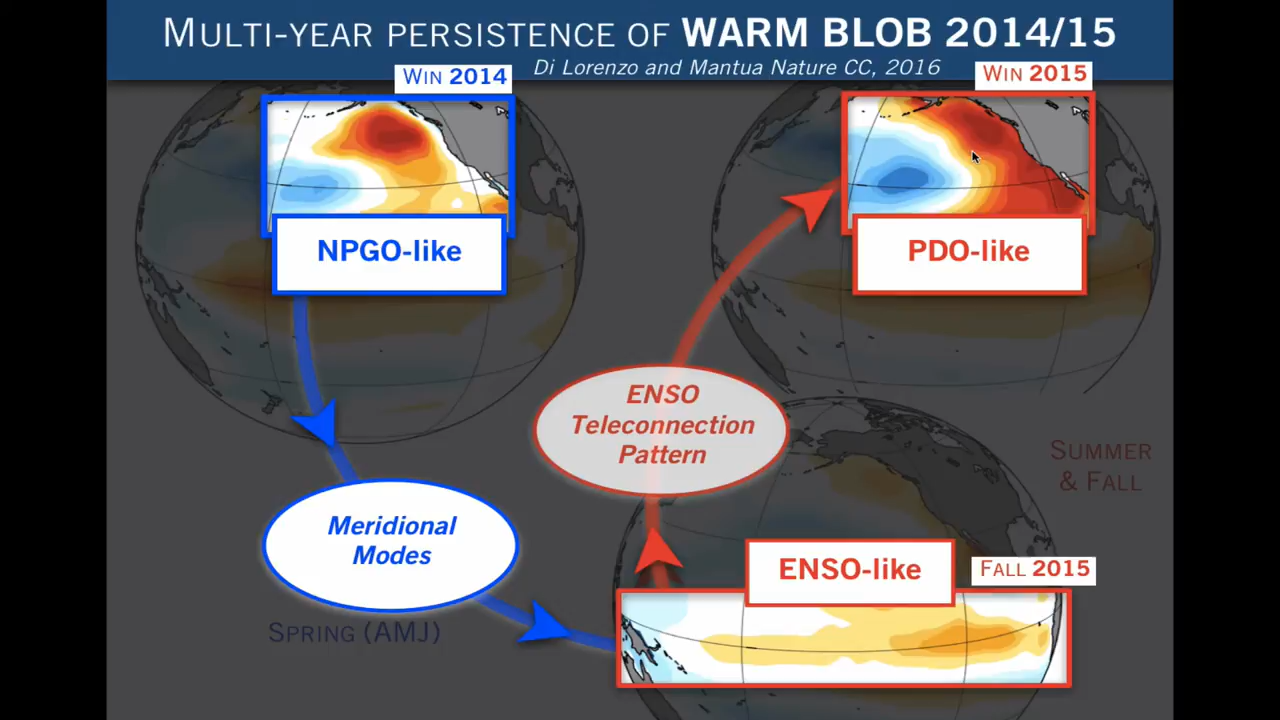 MULTI-YEAR PERSISTENCE OF WARM BLOB 2014/15
Di Lorenzo and Mantua Nature CC, 2016
WIN 2014
WIN 2015
NPGO-like
PDO-like
ENSO
Teleconnection
Pattern
SUMMER
& FALL
Meridional
Modes
ENSO-like
FALL 2015
SPRING (AMJ)